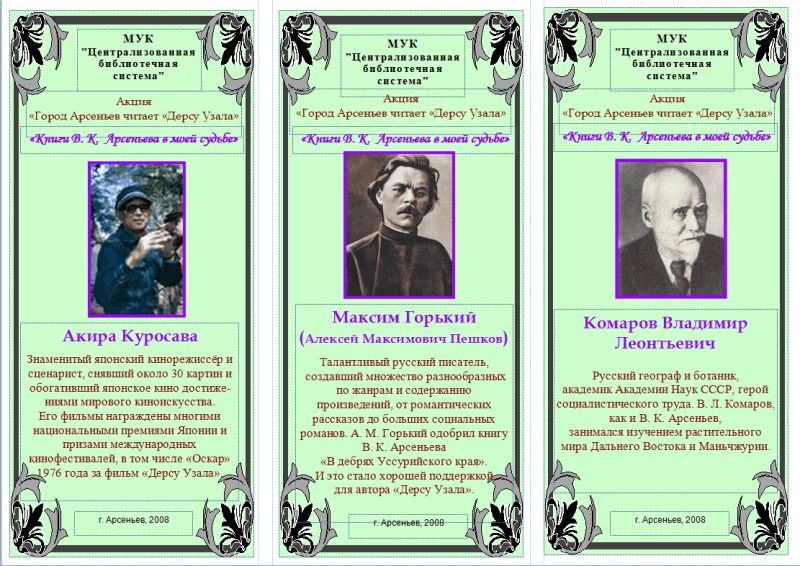 МУК
"Централизованная
библиотечная
система"
Акция
«Город Арсеньев читает «Дерсу Узала»
«Книги В. К. Арсеньева в моей судьбе»
Акира Куросава
Знаменитый японский кинорежиссёр и
сценарист, снявший около 30 картин и
обогативший японское кино достиже-
ниями мирового киноискусства.
Его фильмы награждены многими
национальными премиями Японии и
призами международных
кинофестивалей, в том числе «Оскар»
1976 года за фильм «Дерсу Узала».
г. Арсеньев, 2008
МУК
"Централизованная
библиотечная
система"
Акция
«Город Арсеньев читает «Дерсу Узала»
«Книги В. К. Арсеньева в моей судьбе»
Максим Горький
(Алексей Максимович Пешков)
Талантливый русский писатель,
создавший множество разнообразных
по жанрам и содержанию
произведений, от романтических
рассказов до больших социальных
романов. А. М. Горький одобрил книгу
В. К. Арсеньева
«В дебрях Уссурийского края».
И это стало хорошей поддержкой
для автора «Дерсу Узала».
г. Арсеньев, 2008
МУК
"Централизованная
библиотечная
система"
Акция
«Город Арсеньев читает «Дерсу Узала»
«Книги В. К. Арсеньева в моей судьбе»
Комаров Владимир
Леонтьевич
Русский географ и ботаник,
академик Академии Наук СССР, герой
социалистического труда. В. Л. Комаров,
как и В. К. Арсеньев,
занимался изучением растительного
мира Дальнего Востока и Маньчжурии.
г. Арсеньев, 2008